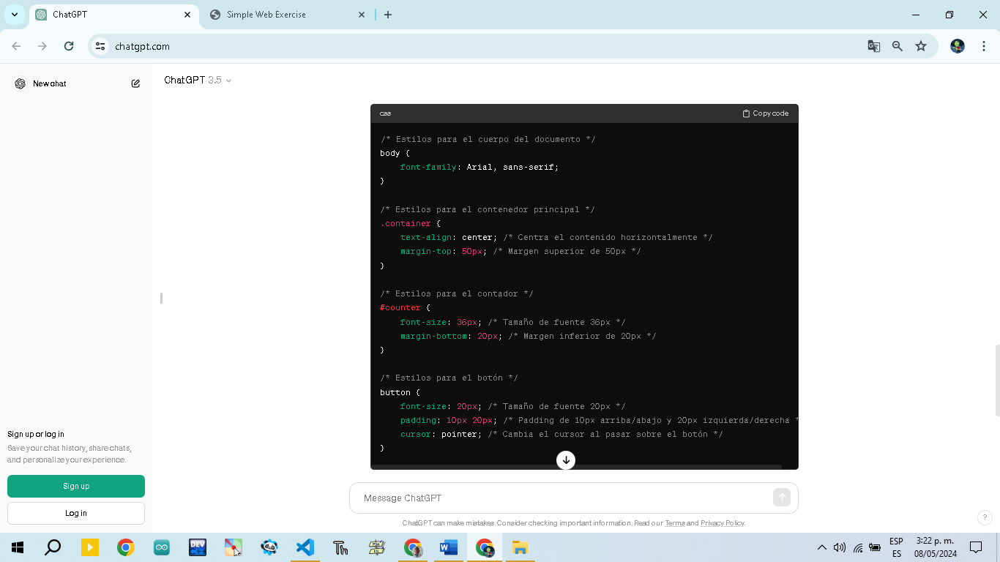 ChatGPT
Simple Web Exercise
chatgpt.com
New chat
ChatGPT 3.5
css
Copy code
/* Estilos para el cuerpo del documento */
body {
font-family: Arial, sans-serif;
}
/* Estilos para el contenedor principal */
.container {
text-align: center; /* Centra el contenido horizontalmente */
margin-top: 50px; /* Margen superior de 50px */
}
/* Estilos para el contador */
#counter {
font-size: 36px; /* Tamaño de fuente 36px */
margin-bottom: 20px; /* Margen inferior de 20px */
}
/* Estilos para el botón */
button {
font-size: 20px; /* Tamaño de fuente 20px */
padding: 10px 20px; /* Padding de 10px arriba/abajo y 20px izquierda/derecha *
cursor: pointer; /* Cambia el cursor al pasar sobre el botón */
}
Sign up or log in
Save your chat history, share chats,
and personalize your experience.
Sign up
Log in
Message ChatGPT
ChatGPT can make mistakes. Consider checking important information. Read our Terms and Privacy Policy.
?
DEV
Th
W
ESP
ES
3:22 p. m.
08/05/2024